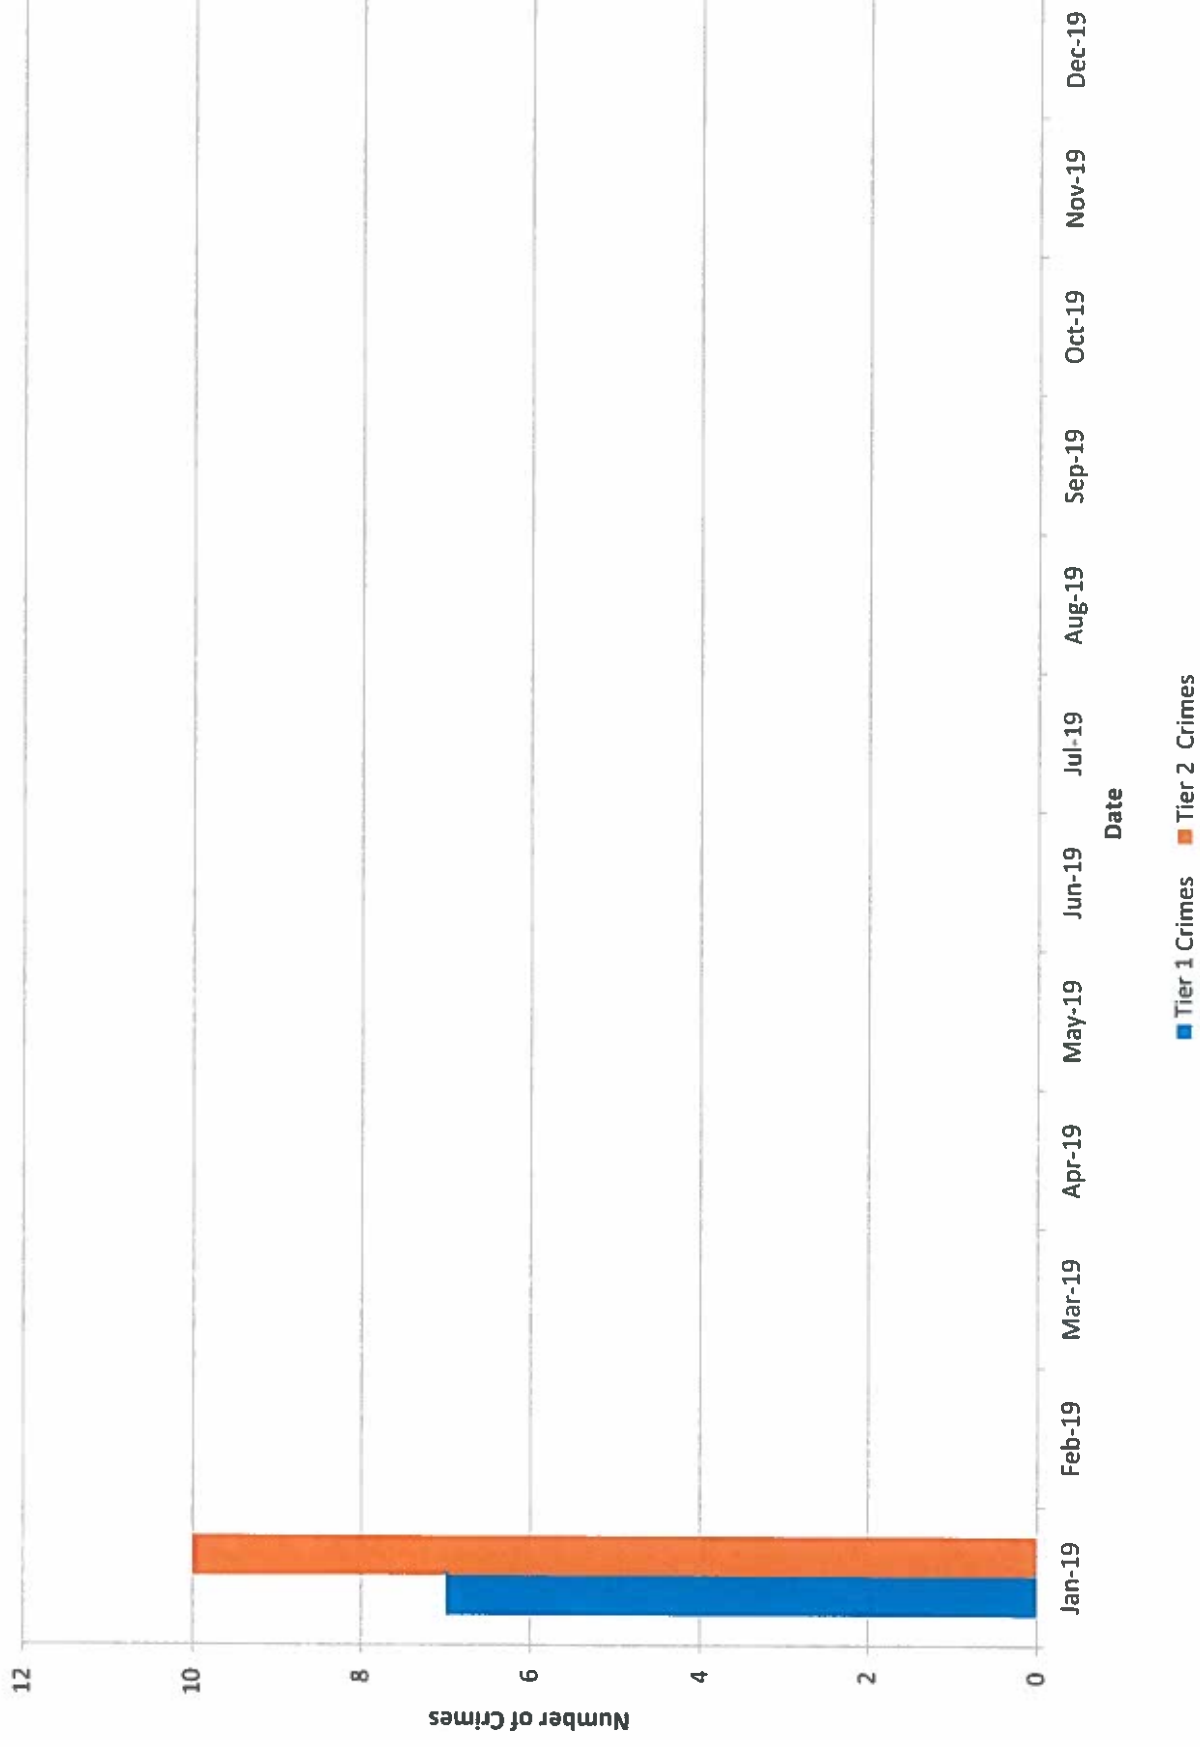 12
10
8
6
4
2
0
Number of Crimes
Jan-19 Feb-19 Mar-19 Apr-19 May-19 Jun-19 Jul-19 Aug-19 Sep-19 Oct-19 Nov-19 Dec-19
Date
Tier 1 Crimes Tier 2 Crimes